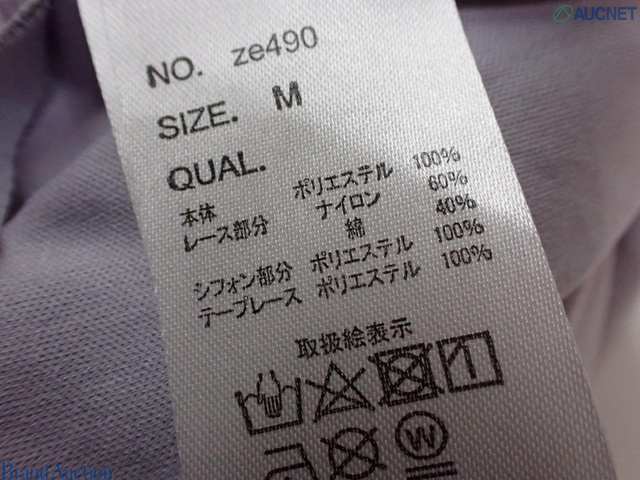 AUCNET
NO. ze490
SIZE. M
QUAL.
本体 ポリエステル 100%
レース部分 ナイロン 60%
綿 40%
シフォン部分 ポリエステル 100%
テープレース ポリエステル 100%
取扱絵表示
W
Brand Auction